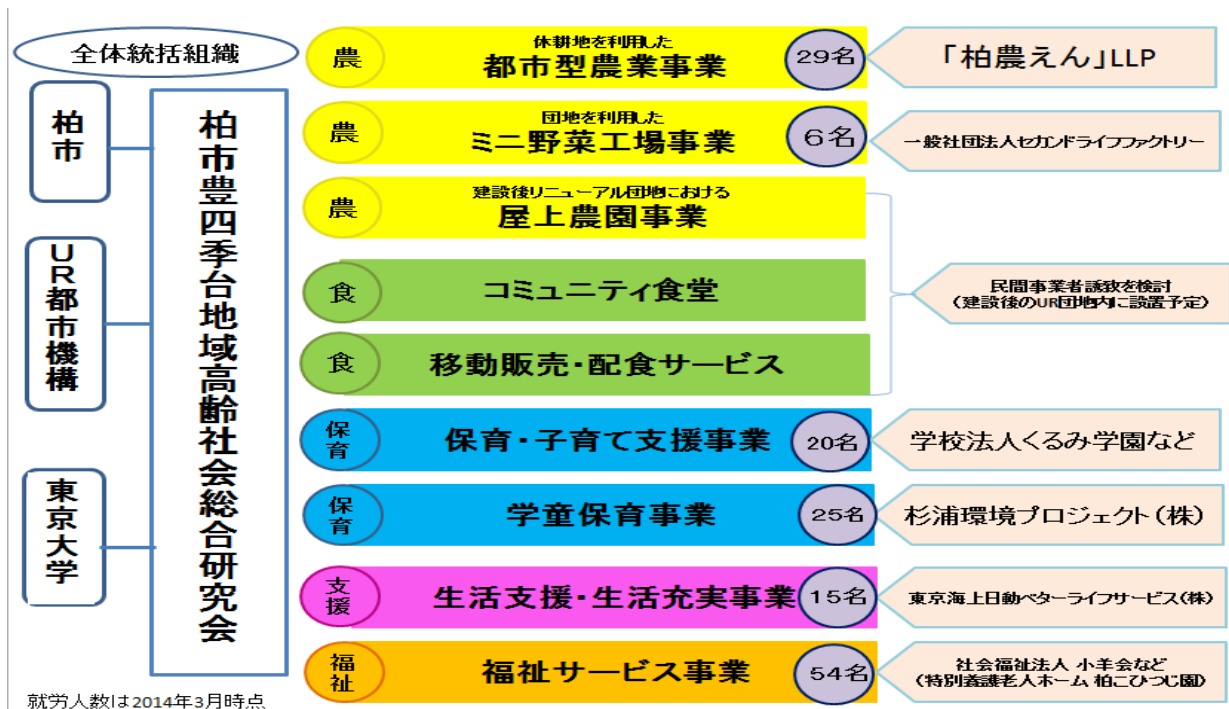 全体統括組織
柏市
UR都市機構
東京大学
柏市豊四季台地域高齢社会総合研究会
農
休耕地を利用した
都市型農業事業
29名
「柏農えん」LLP
農
団地を利用した
ミニ野菜工場事業
6名
一般社団法人セカンドライフファクトリー
農
建設後リニューアル団地における
屋上農園事業
食
コミュニティ食堂
民間事業者誘致を検討
(建設後のUR団地内に設置予定)
食
移動販売・配食サービス
保育
保育・子育て支援事業
20名
学校法人くるみ学園など
保育
学童保育事業
25名
杉浦環境プロジェクト(株)
支援
生活支援・生活充実事業
15名
東京海上日動ベターライフサービス(株)
福祉
福祉サービス事業
54名
社会福祉法人 小羊会など
(特別養護老人ホーム 柏こひつじ園)
就労人数は2014年3月時点